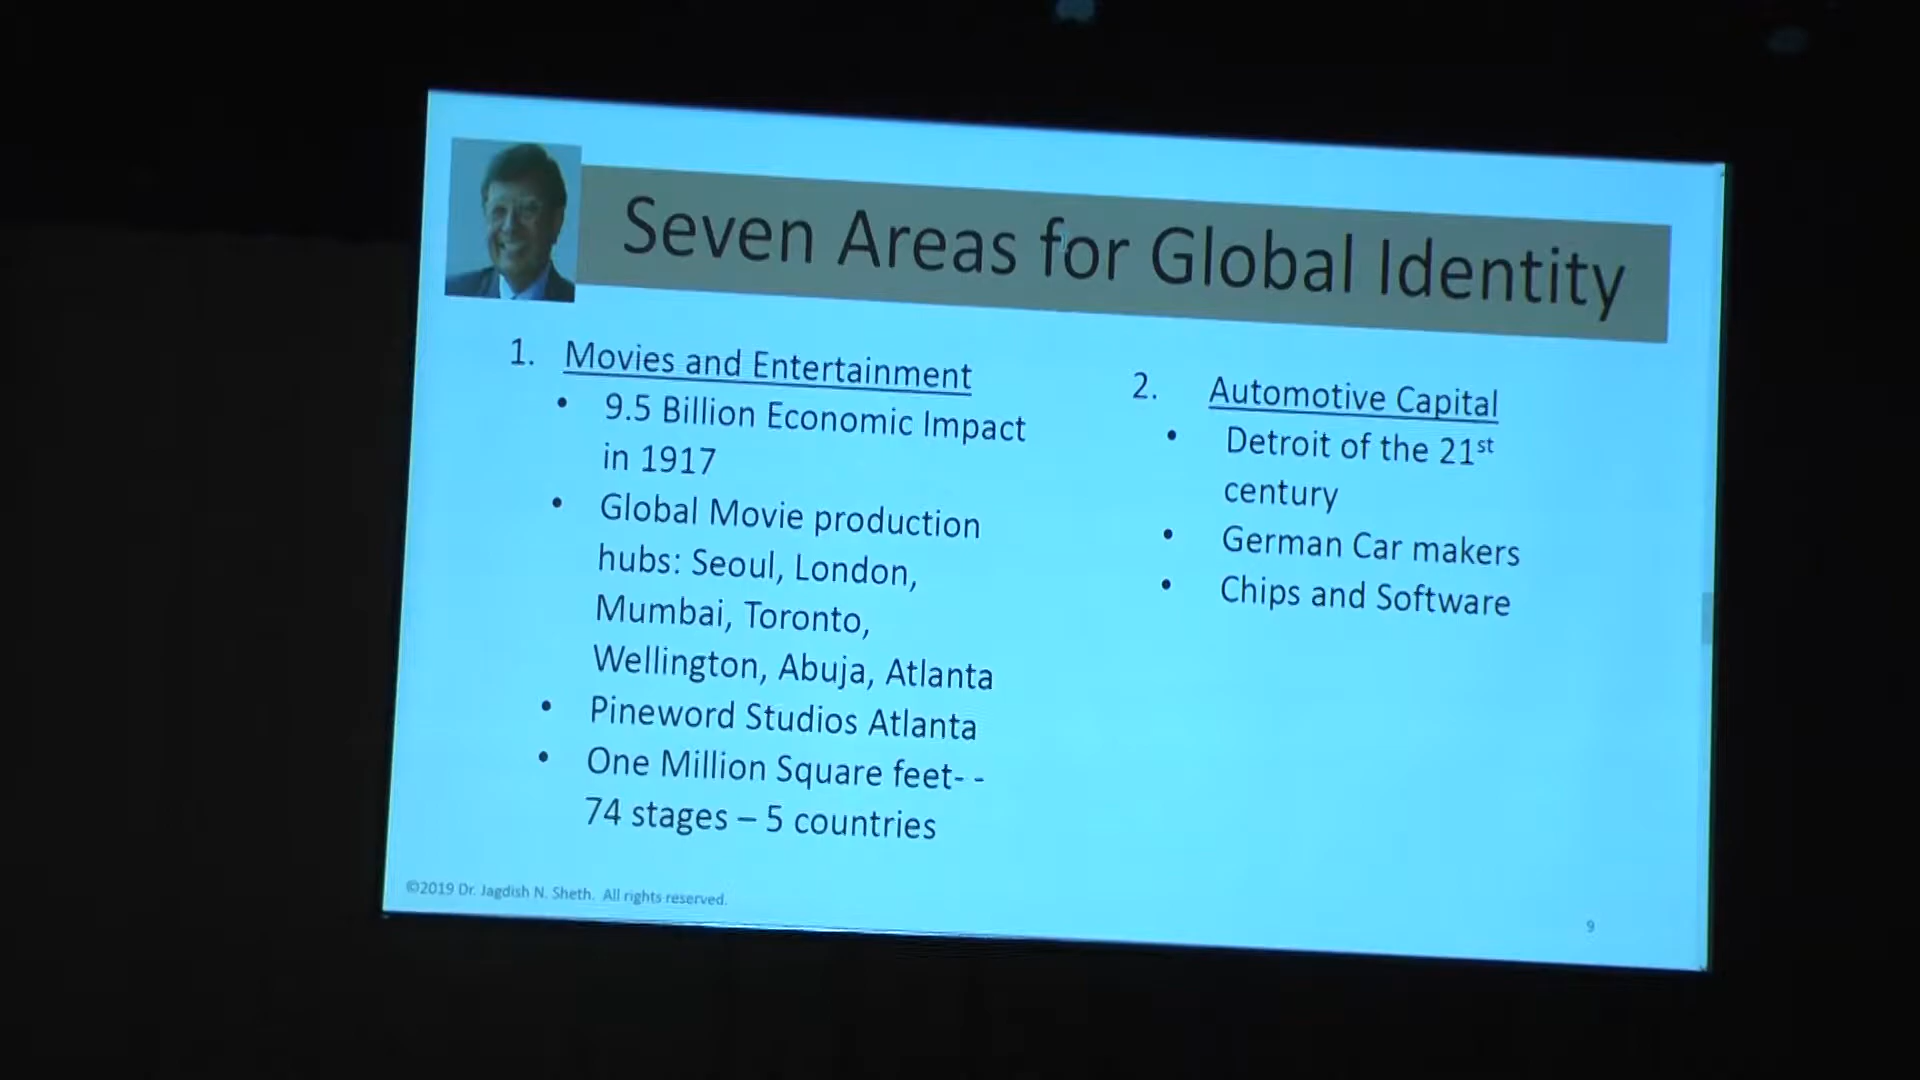 Seven Areas for Global Identity
1. Movies and Entertainment
• 9.5 Billion Economic Impact
in 1917
• Global Movie production
hubs: Seoul, London,
Mumbai, Toronto,
Wellington, Abuja, Atlanta
• Pineword Studios Atlanta
• One Million Square feet- -
74 stages – 5 countries
2. Automotive Capital
• Detroit of the 21st
century
• German Car makers
• Chips and Software
©2019 Dr. Jagdish N. Sheth. All rights reserved.
9